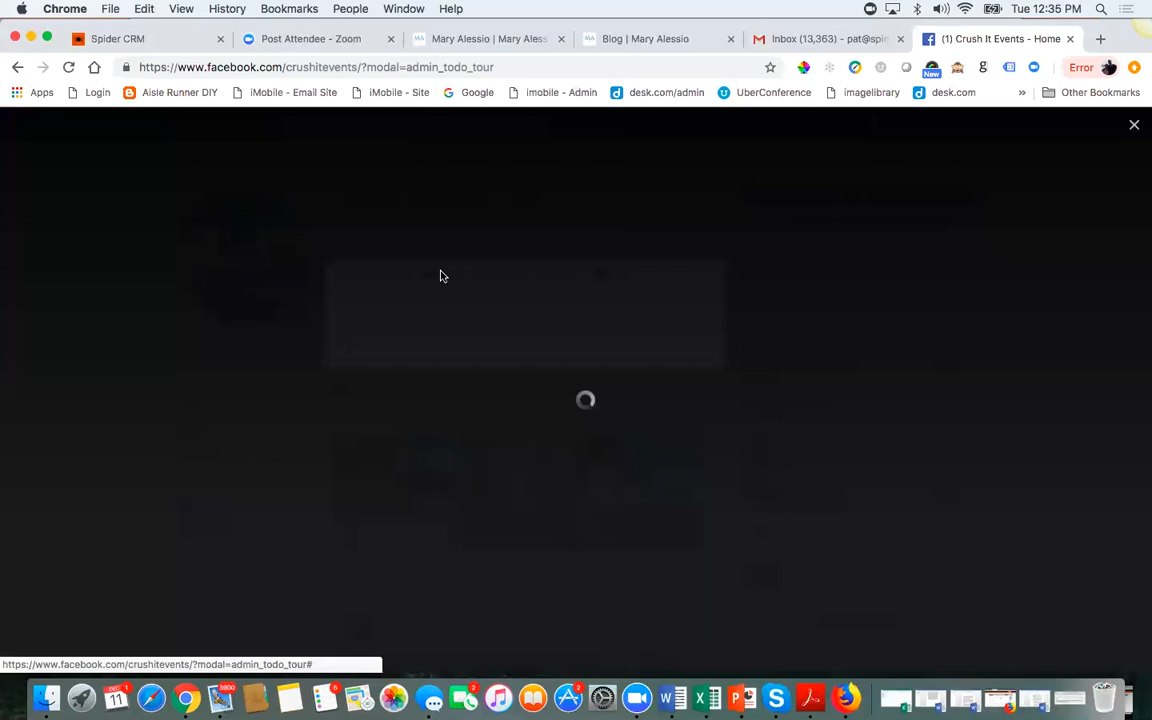 Chrome File Edit View History Bookmarks People Window Help Tue 12:35 PM
Spider CRM Post Attendee - Zoom Mary Alessio | Mary Aless Blog | Mary Alessio Inbox (13,363) - pat@spid (1) Crush It Events - Home
https://www.facebook.com/crushitevents/?modal=admin_todo_tour New g Error
Apps Login Aisle Runner DIY iMobile - Email Site iMobile - Site Google imobile - Admin desk.com/admin UberConference imagelibrary desk.com » Other Bookmarks
https://www.facebook.com/crushitevents/?modal=admin_todo_tour#